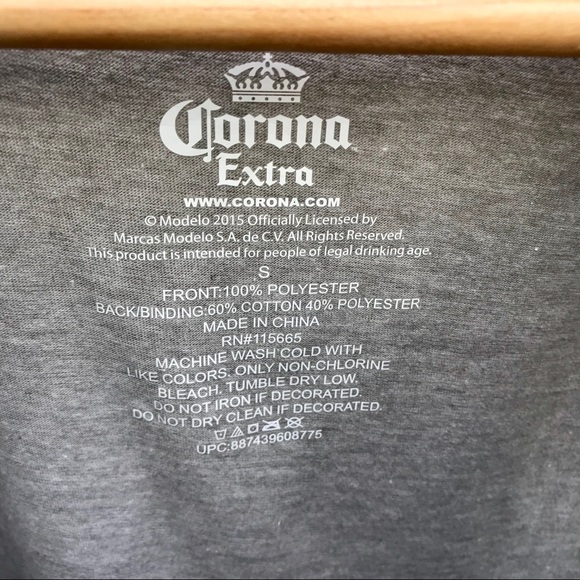 Corona
Extra
WWW.CORONA.COM
© Modelo 2015 Officially Licensed by
Marcas Modelo S.A. de C.V. All Rights Reserved.
This product is intended for people of legal drinking age.
S
FRONT:100% POLYESTER
BACK/BINDING:60% COTTON 40% POLYESTER
MADE IN CHINA
RN#115665
MACHINE WASH COLD WITH
LIKE COLORS, ONLY NON-CHLORINE
BLEACH, TUMBLE DRY LOW.
DO NOT IRON IF DECORATED.
DO NOT DRY CLEAN IF DECORATED.
UPC:887439608775